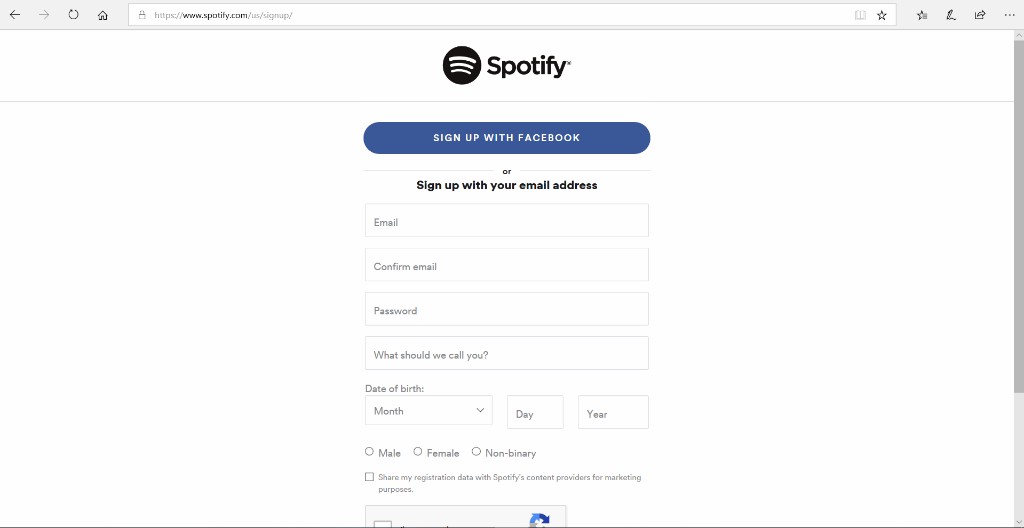 https://www.spotify.com/us/signup/
Spotify
SIGN UP WITH FACEBOOK
or
Sign up with your email address
Email
Confirm email
Password
What should we call you?
Date of birth:
Month Day Year
Male Female Non-binary
Share my registration data with Spotify's content providers for marketing
purposes.